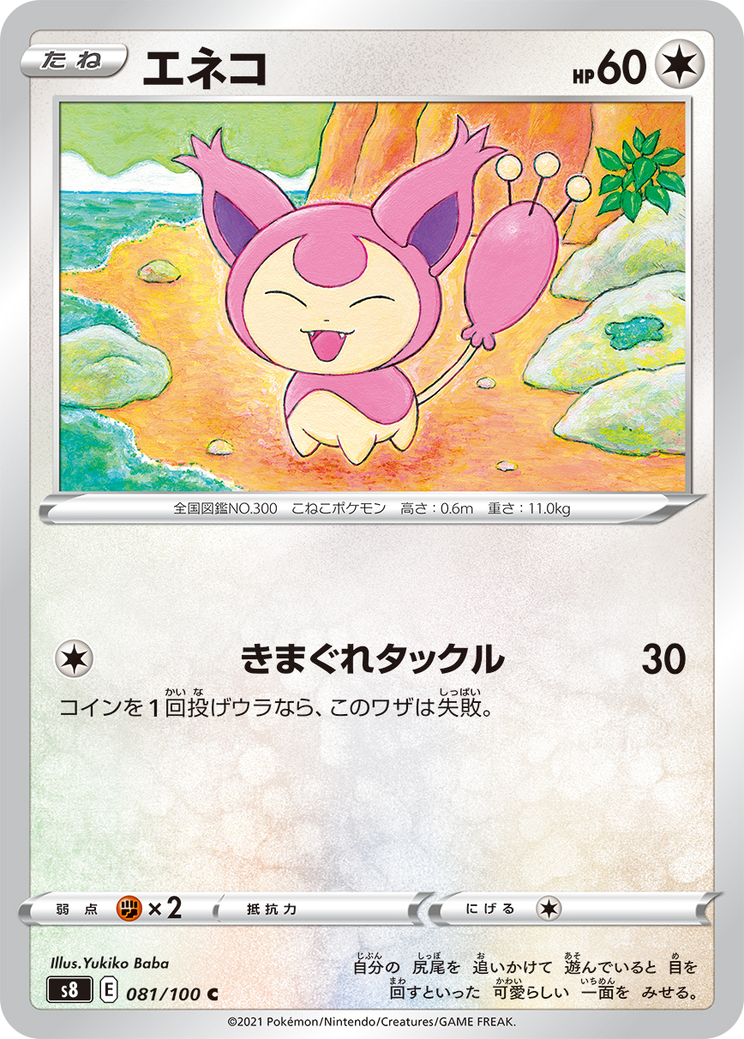 たね エネコ HP60
全国図鑑NO.300 こねこポケモン 高さ:0.6m 重さ:11.0kg
きまぐれタックル 30
コインを1回投げウラなら、このワザは失敗。
弱点 ×2 抵抗力 にげる
Illus.Yukiko Baba
自分の 尻尾を 追いかけて 遊んでいると 目を
回すといった 可愛らしい 一面を みせる。
s8 E 081/100 C
©2021 Pokémon/Nintendo/Creatures/GAME FREAK.